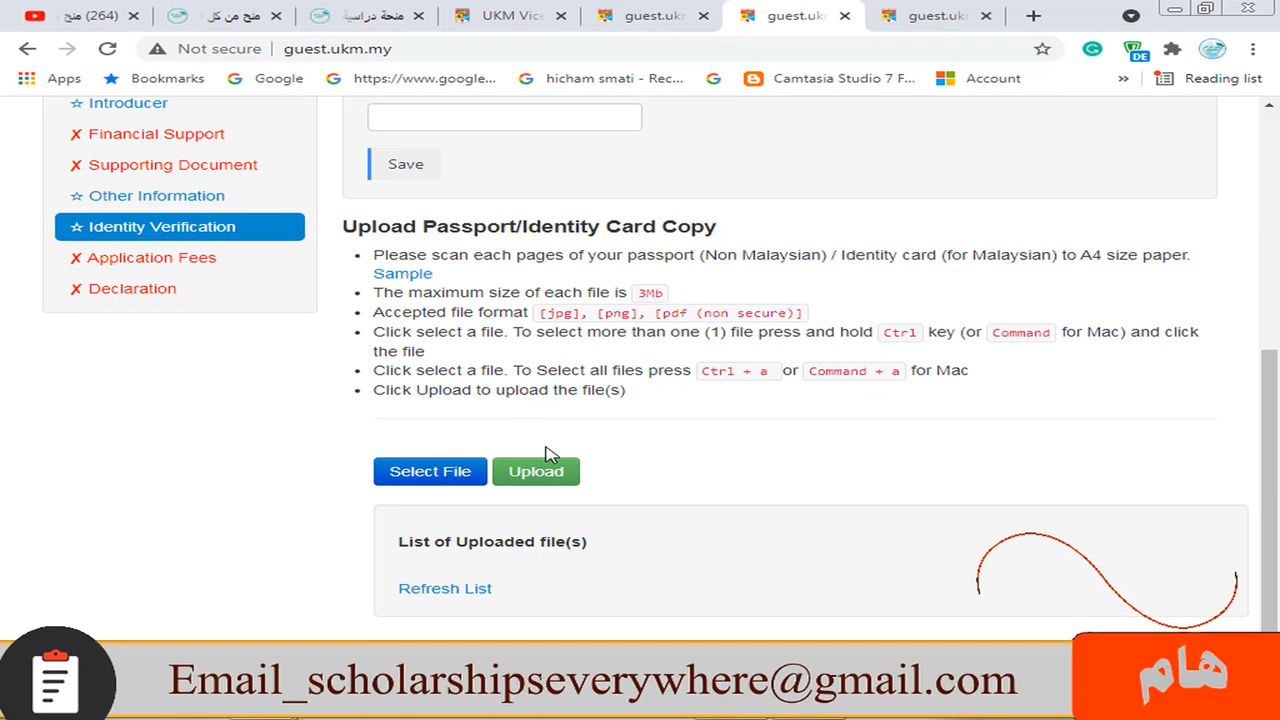 (264) منح
منح من كل
منحة دراسية
UKM Vice
guest.ukm
guest.ukm
guest.ukm
Not secure
guest.ukm.my
DE
Apps
Bookmarks
Google
https://www.google...
hicham smati - Rec...
Camtasia Studio 7 F...
Account
»
Reading list
Introducer
Financial Support
Supporting Document
Other Information
Identity Verification
Application Fees
Declaration
Save
Upload Passport/Identity Card Copy
Please scan each pages of your passport (Non Malaysian) / Identity card (for Malaysian) to A4 size paper.
Sample
The maximum size of each file is 3Mb
Accepted file format [jpg], [png], [pdf (non secure)]
Click select a file. To select more than one (1) file press and hold Ctrl key (or Command for Mac) and click
the file
Click select a file. To Select all files press Ctrl + a or Command + a for Mac
Click Upload to upload the file(s)
Select File
Upload
List of Uploaded file(s)
Refresh List
Email_scholarshipseverywhere@gmail.com
هام